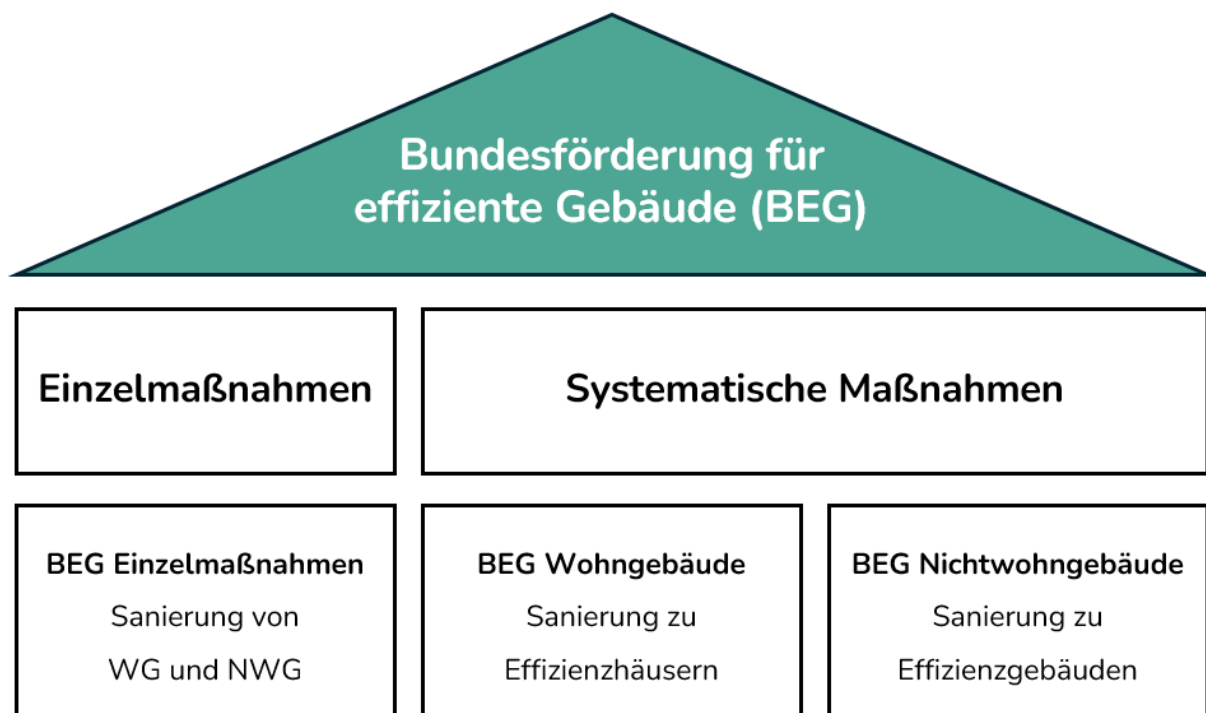 Bundesförderung für
effiziente Gebäude (BEG)
Einzelmaßnahmen
Systematische Maßnahmen
BEG Einzelmaßnahmen
Sanierung von
WG und NWG
BEG Wohngebäude
Sanierung zu
Effizienzhäusern
BEG Nichtwohngebäude
Sanierung zu
Effizienzgebäuden